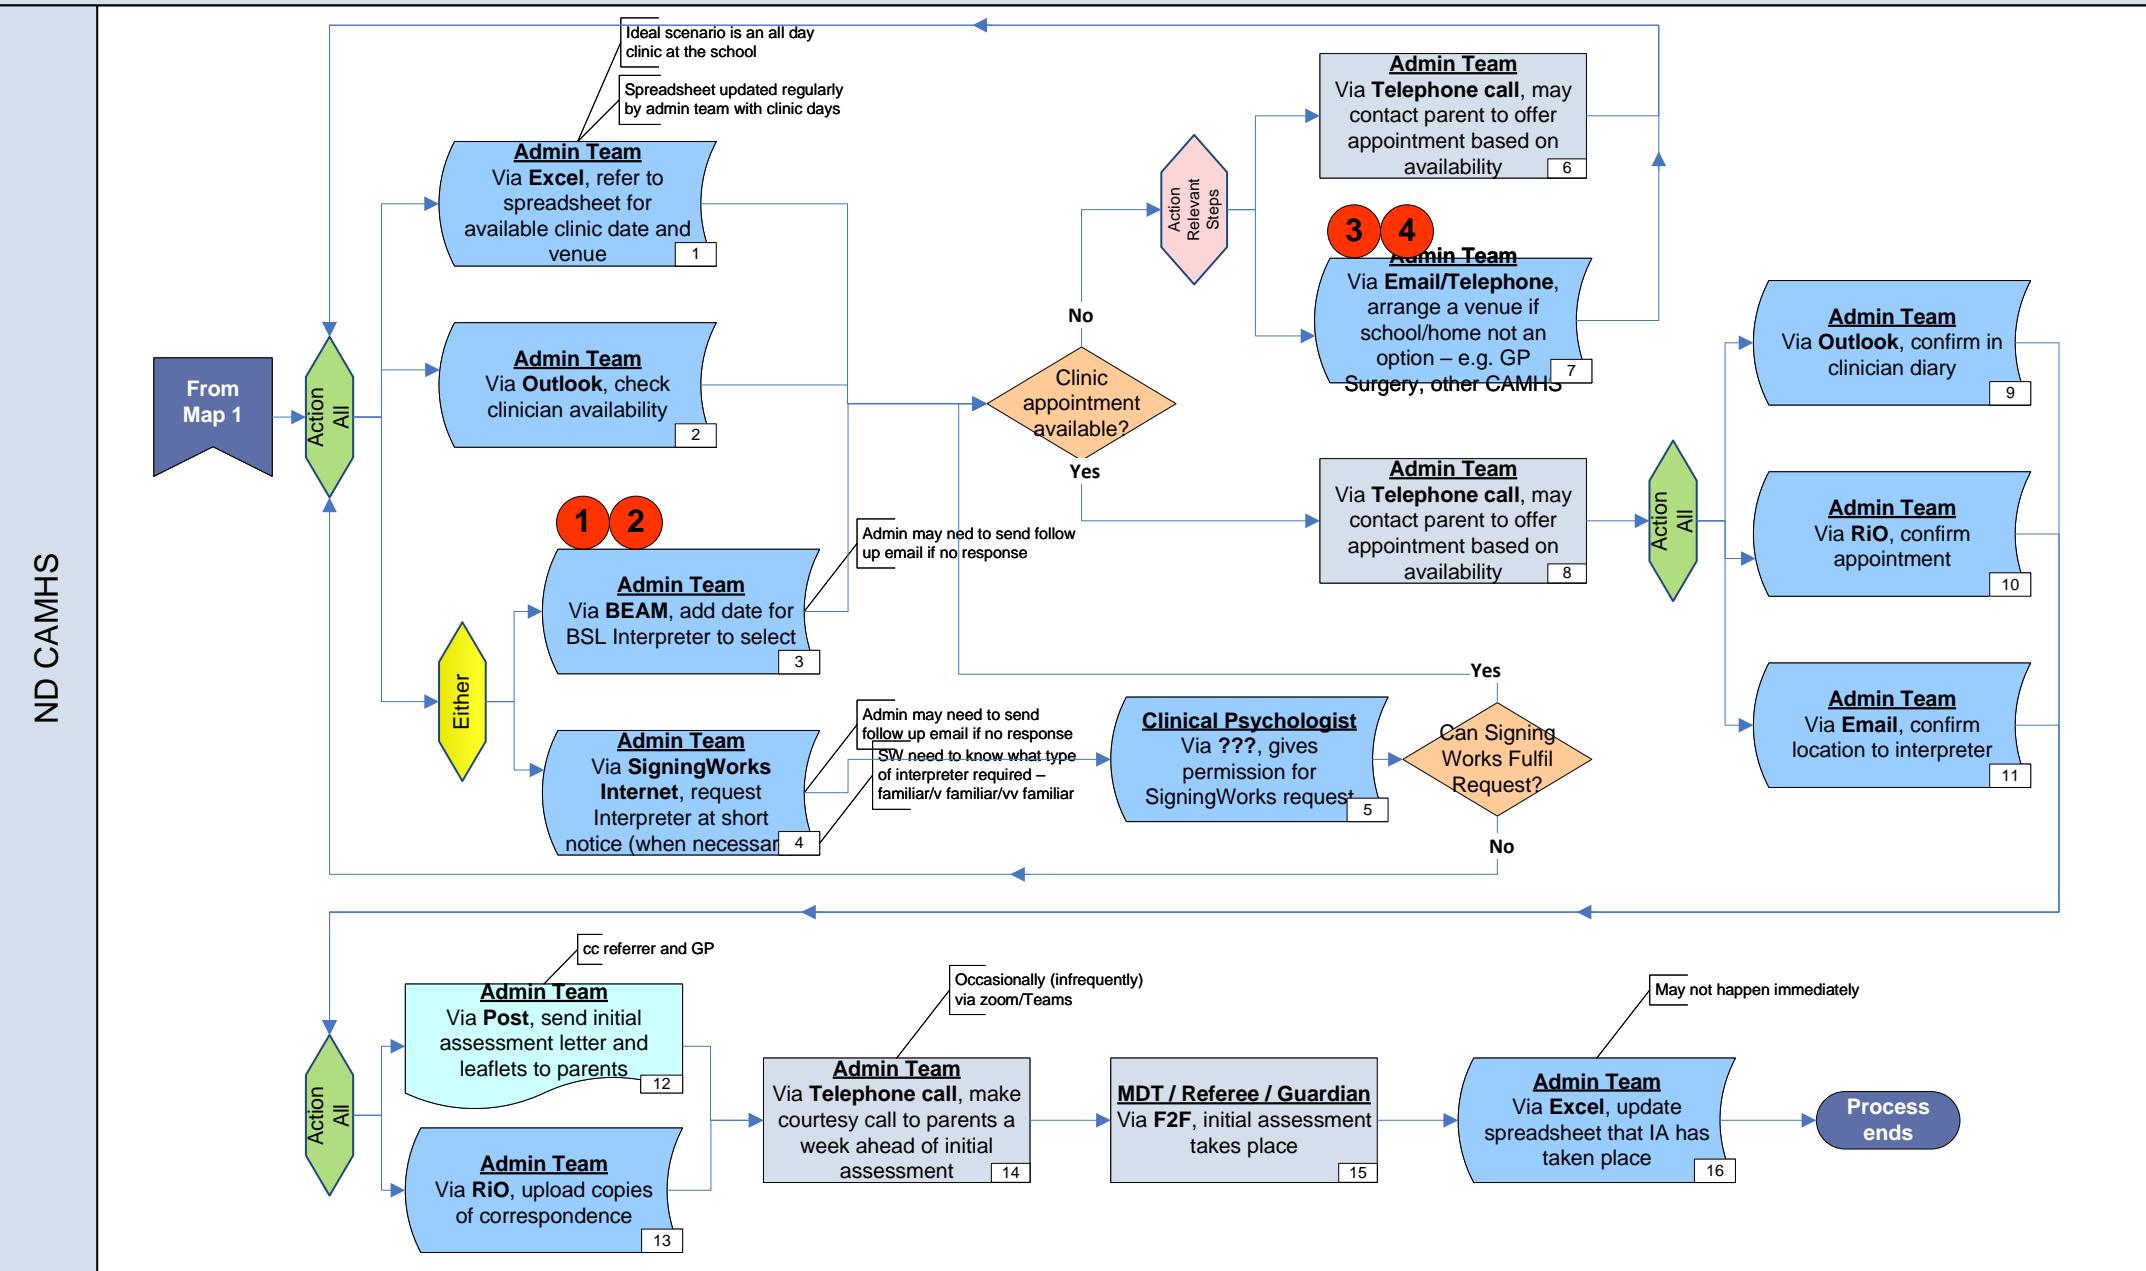 ND CAMHS
Ideal scenario is an all day
clinic at the school
Spreadsheet updated regularly
by admin team with clinic days
From
Map 1
Action
All
Admin Team
Via Excel, refer to
spreadsheet for
available clinic date and
venue
1
Admin Team
Via Outlook, check
clinician availability
2
Either
1
2
Admin Team
Via BEAM, add date for
BSL Interpreter to select
3
Admin may ned to send follow
up email if no response
Admin Team
Via SigningWorks
Internet, request
Interpreter at short
notice (when necessar
4
Admin may need to send
follow up email if no response
SW need to know what type
of interpreter required –
familiar/v familiar/vv familiar
Clinical Psychologist
Via ???, gives
permission for
SigningWorks request
5
Can Signing
Works Fulfil
Request?
Yes
No
Clinic
appointment
available?
No
Yes
Action
Relevant
Steps
Admin Team
Via Telephone call, may
contact parent to offer
appointment based on
availability
6
3
4
Admin Team
Via Email/Telephone,
arrange a venue if
school/home not an
option – e.g. GP
Surgery, other CAMHS
7
Admin Team
Via Telephone call, may
contact parent to offer
appointment based on
availability
8
Action
All
Admin Team
Via Outlook, confirm in
clinician diary
9
Admin Team
Via RiO, confirm
appointment
10
Admin Team
Via Email, confirm
location to interpreter
11
Action
All
cc referrer and GP
Admin Team
Via Post, send initial
assessment letter and
leaflets to parents
12
Admin Team
Via RiO, upload copies
of correspondence
13
Occasionally (infrequently)
via zoom/Teams
Admin Team
Via Telephone call, make
courtesy call to parents a
week ahead of initial
assessment
14
MDT / Referee / Guardian
Via F2F, initial assessment
takes place
15
May not happen immediately
Admin Team
Via Excel, update
spreadsheet that IA has
taken place
16
Process
ends